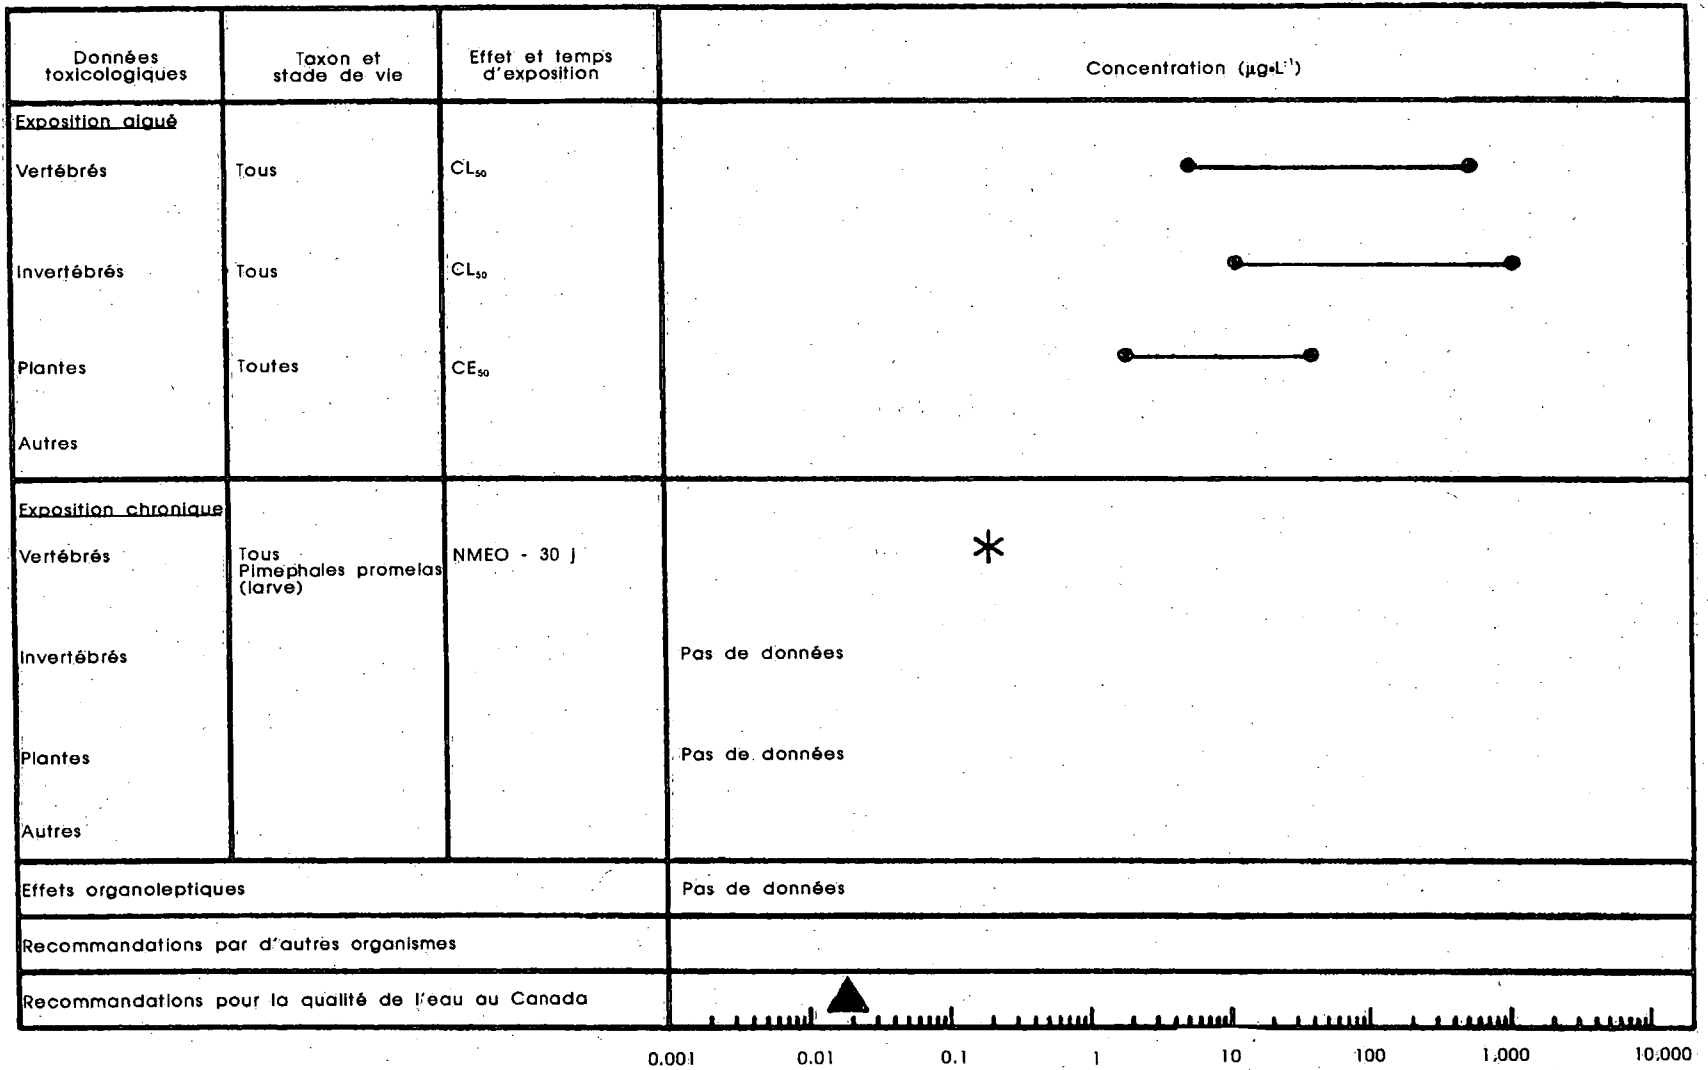 Données toxicologiques
Taxon et stade de vie
Effet et temps d'exposition
Concentration (µg•L⁻¹)
Exposition aiguë
Vertébrés Tous CL₅₀
Invertébrés Tous CL₅₀
Plantes Toutes CE₅₀
Autres
Exposition chronique
Vertébrés Tous NMEO - 30 j
Pimephales promelas
(larve)
Invertébrés Pas de données
Plantes Pas de données
Autres
Effets organoleptiques Pas de données
Recommandations par d'autres organismes
Recommandations pour la qualité de l'eau au Canada
0.001 0.01 0.1 1 10 100 1,000 10,000